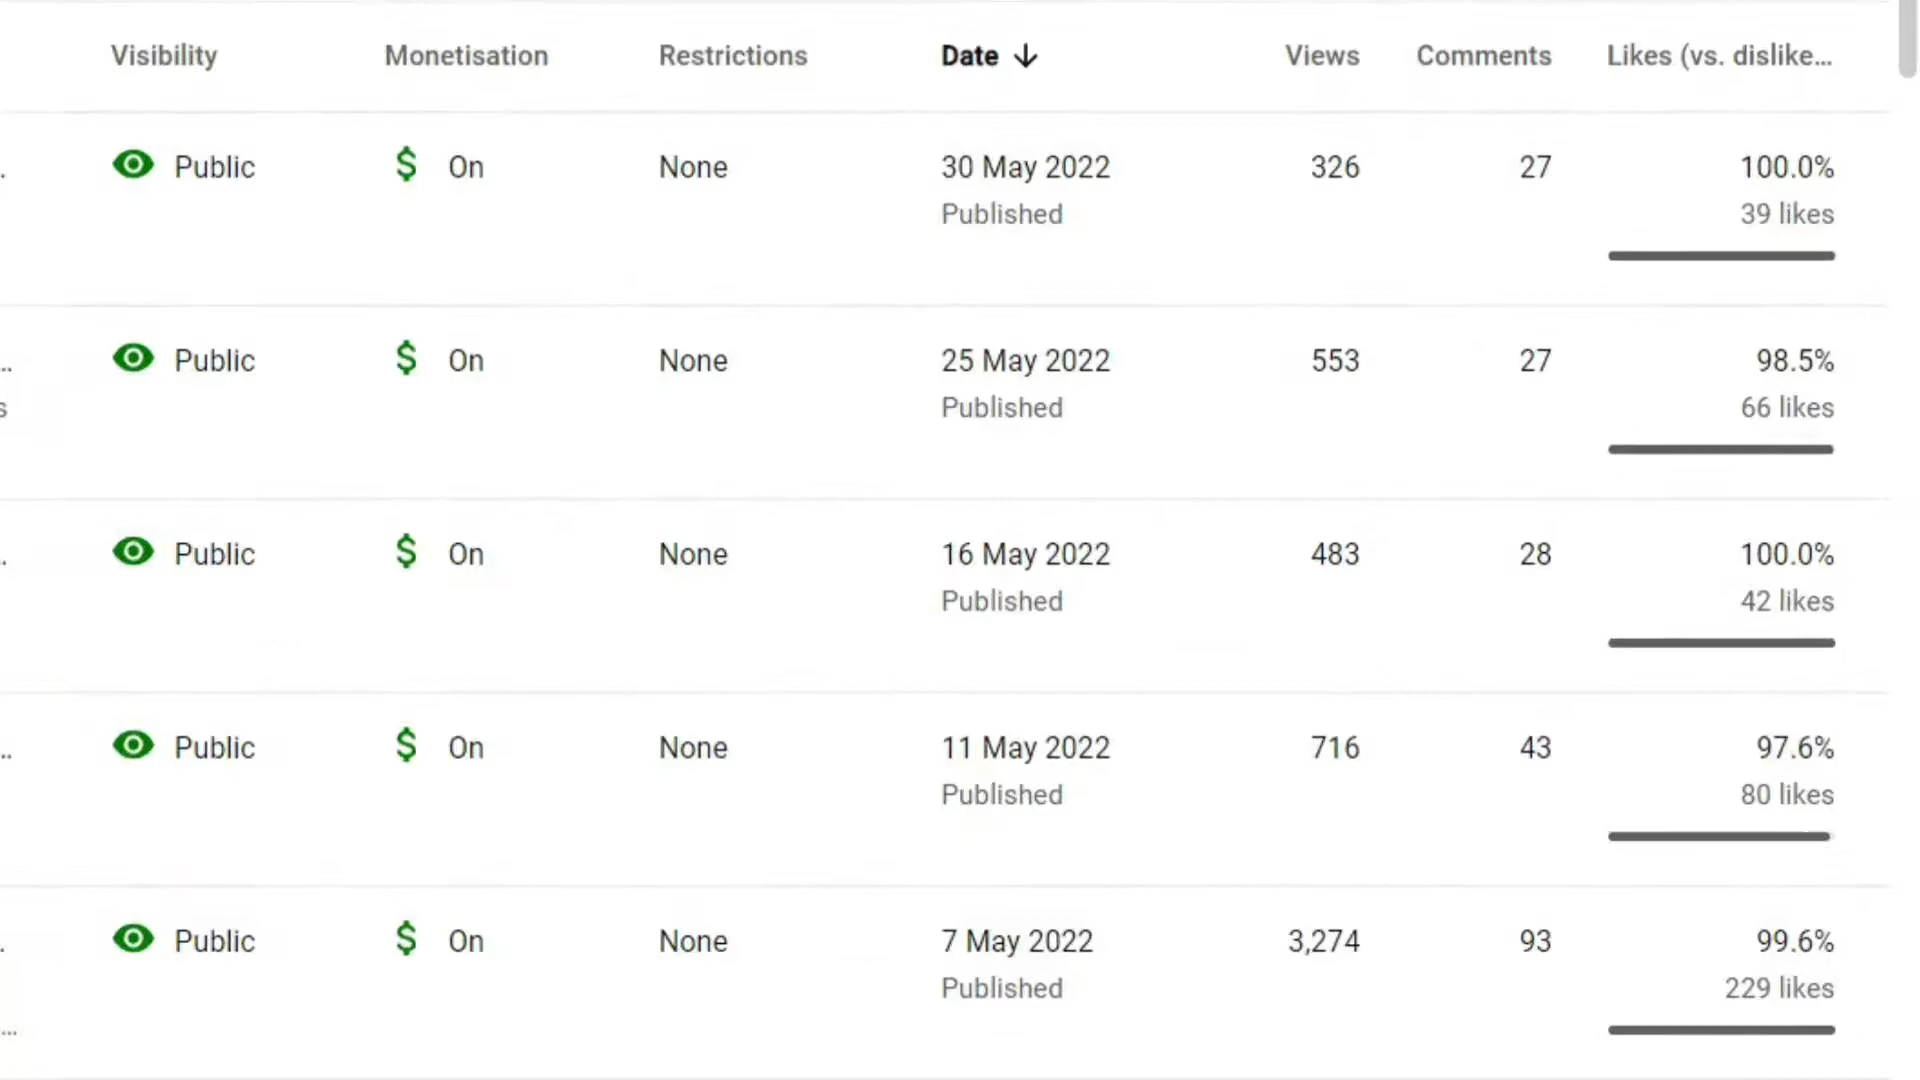 Visibility Monetisation Restrictions Date Views Comments Likes (vs. dislike...
Public $ On None 30 May 2022 326 27 100.0%
Published 39 likes
... Public $ On None 25 May 2022 553 27 98.5%
s Published 66 likes
Public $ On None 16 May 2022 483 28 100.0%
Published 42 likes
Public $ On None 11 May 2022 716 43 97.6%
Published 80 likes
Public $ On None 7 May 2022 3,274 93 99.6%
Published 229 likes
...